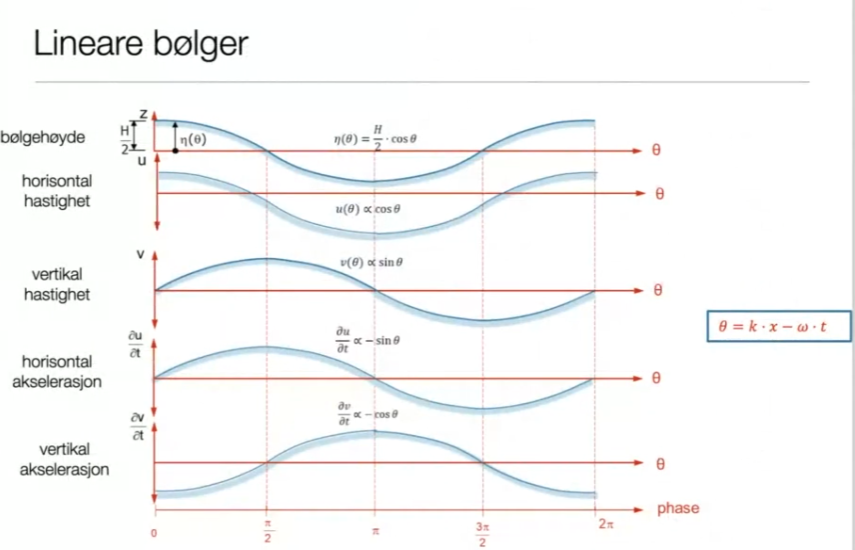 Lineare bølger
z
bølgehøyde
H/2
η(θ)
η(θ) = H/2 · cos θ
θ
u
horisontal
hastighet
u(θ) ∝ cos θ
θ
v
vertikal
hastighet
v(θ) ∝ sin θ
θ
θ = k · x − ω · t
∂u/∂t
horisontal
akselerasjon
∂u/∂t ∝ − sin θ
θ
∂v/∂t
vertikal
akselerasjon
∂v/∂t ∝ − cos θ
θ
phase
0 π/2 π 3π/2 2π